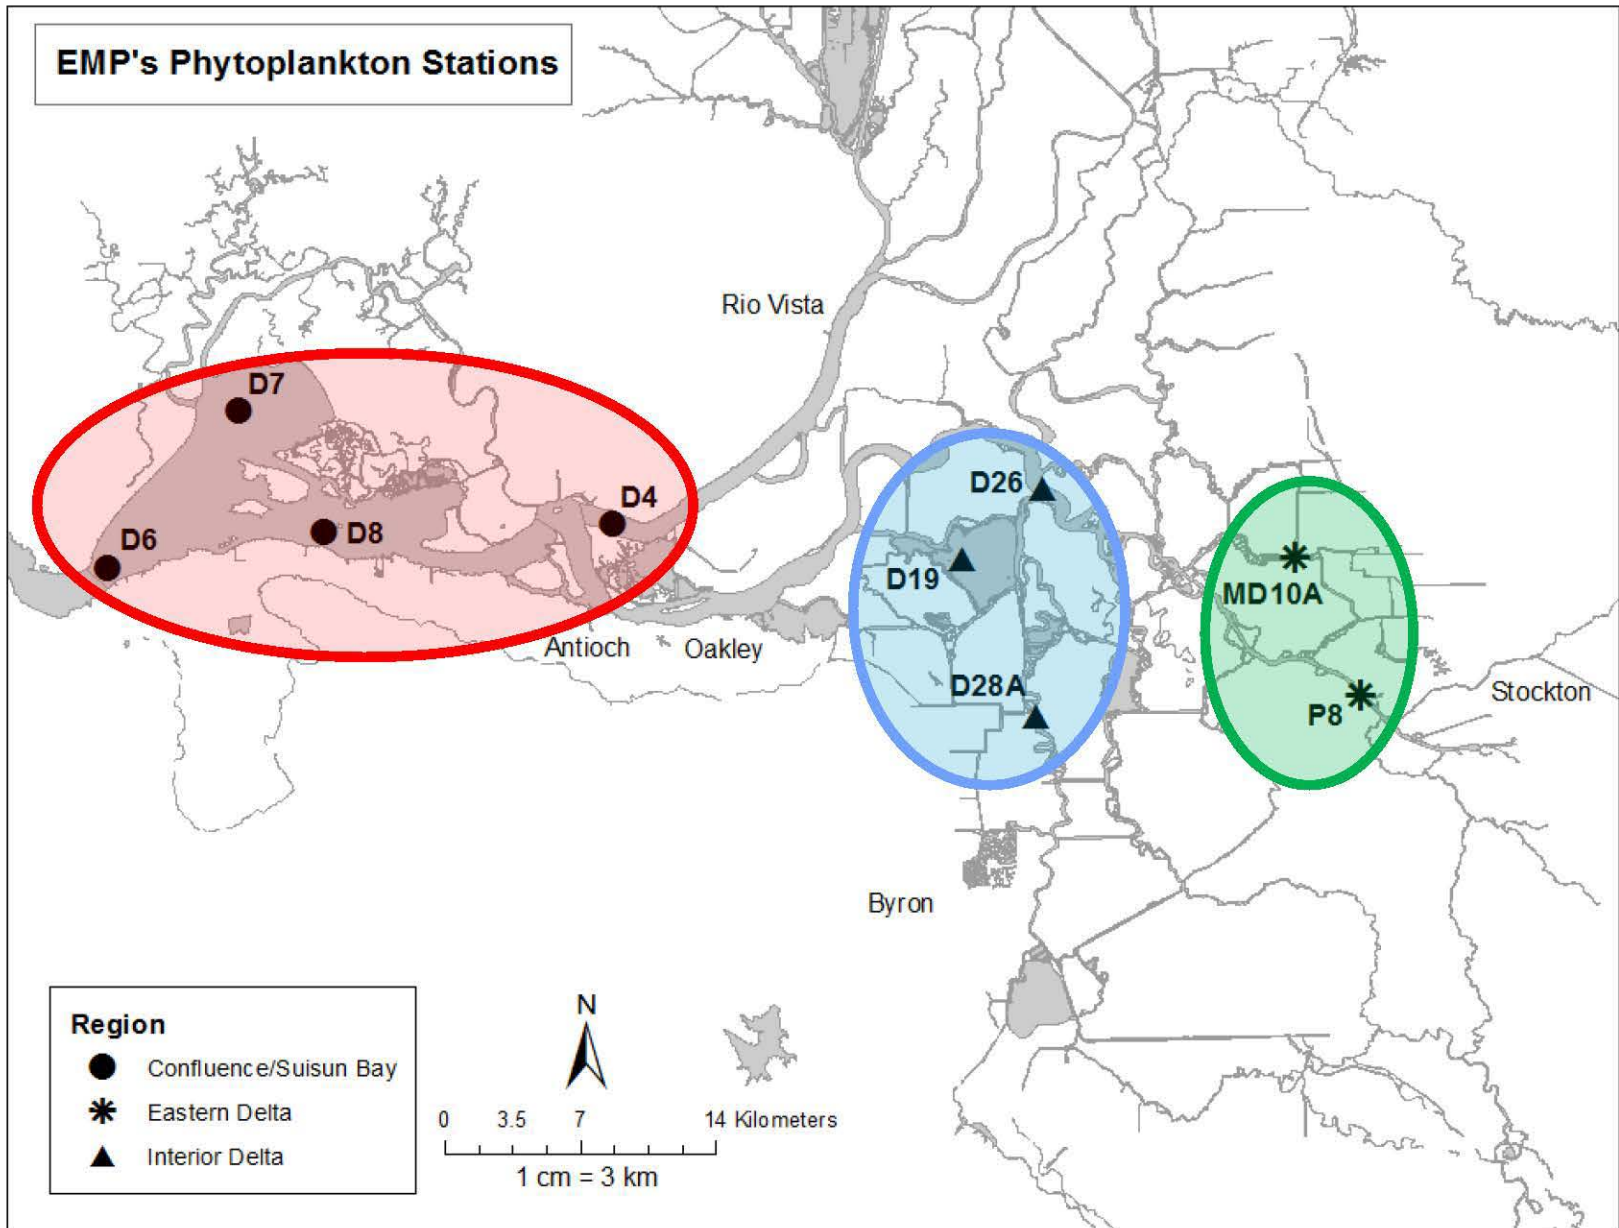 EMP's Phytoplankton Stations
Rio Vista
D7
D4
D26
D6
D8
D19
MD10A
Antioch
Oakley
D28A
Stockton
P8
Byron
Region
Confluence/Suisun Bay
Eastern Delta
Interior Delta
N
0 3.5 7 14 Kilometers
1 cm = 3 km